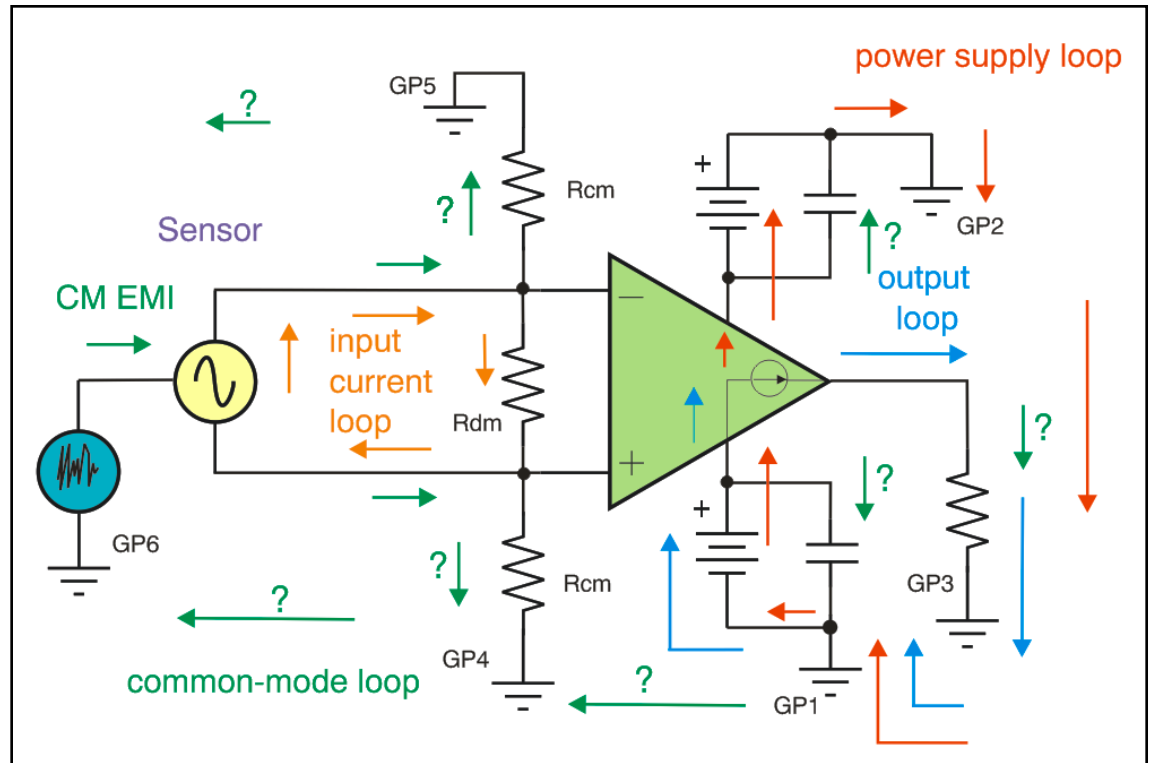 power supply loop
GP5
?
+
Rcm
?
GP2
?
Sensor
output
loop
CM EMI
−
input
current
loop
Rdm
?
+
?
+
GP6
?
Rcm
GP3
?
GP4
common-mode loop
?
GP1